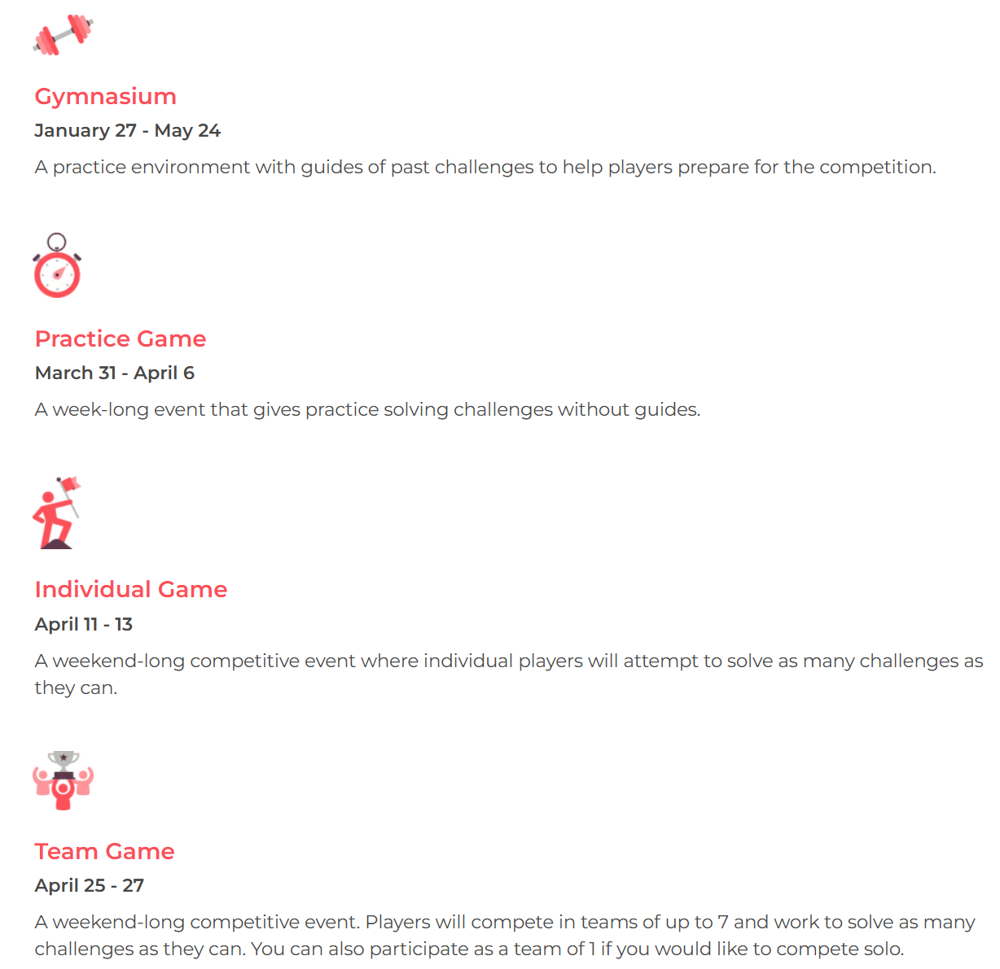 Gymnasium
January 27 - May 24
A practice environment with guides of past challenges to help players prepare for the competition.
Practice Game
March 31 - April 6
A week-long event that gives practice solving challenges without guides.
Individual Game
April 11 - 13
A weekend-long competitive event where individual players will attempt to solve as many challenges as
they can.
Team Game
April 25 - 27
A weekend-long competitive event. Players will compete in teams of up to 7 and work to solve as many
challenges as they can. You can also participate as a team of 1 if you would like to compete solo.